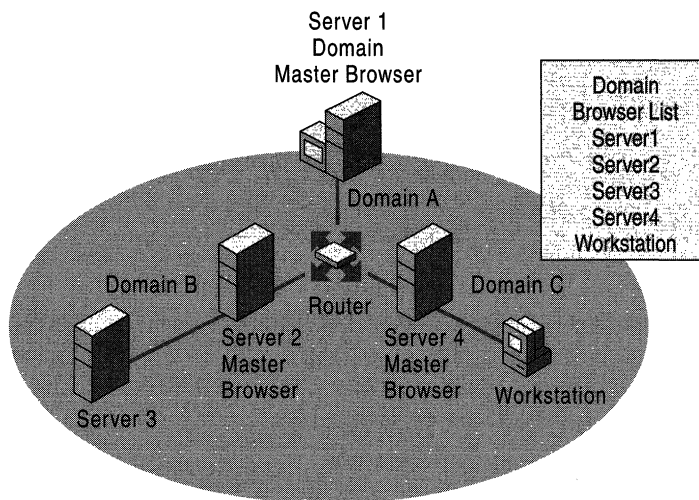 Server 1
Domain
Master Browser
Domain
Browser List
Server1
Server2
Server3
Server4
Workstation
Domain A
Domain B
Router
Domain C
Server 2
Master
Browser
Server 4
Master
Browser
Workstation
Server 3